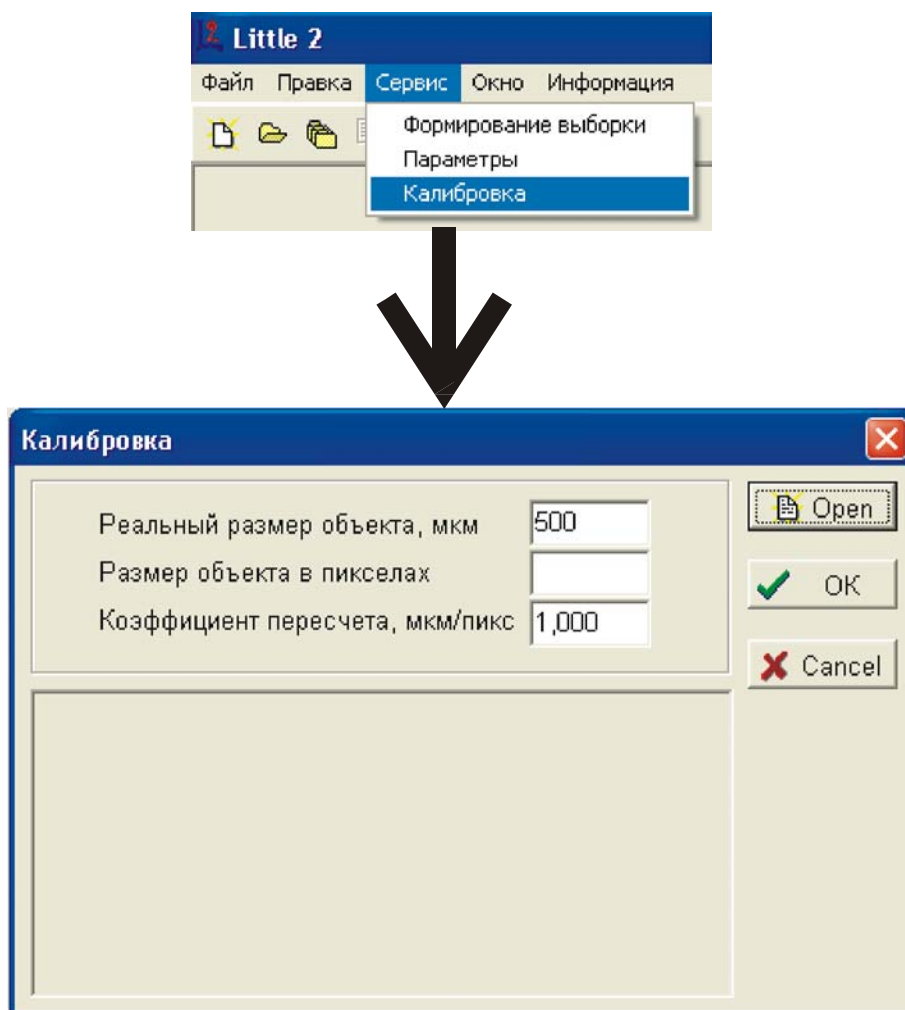 Little 2
Файл Правка Сервис Окно Информация
Формирование выборки
Параметры
Калибровка
Калибровка
Реальный размер объекта, мкм 500
Open
Размер объекта в пикселах
OK
Коэффициент пересчета, мкм/пикс 1,000
Cancel